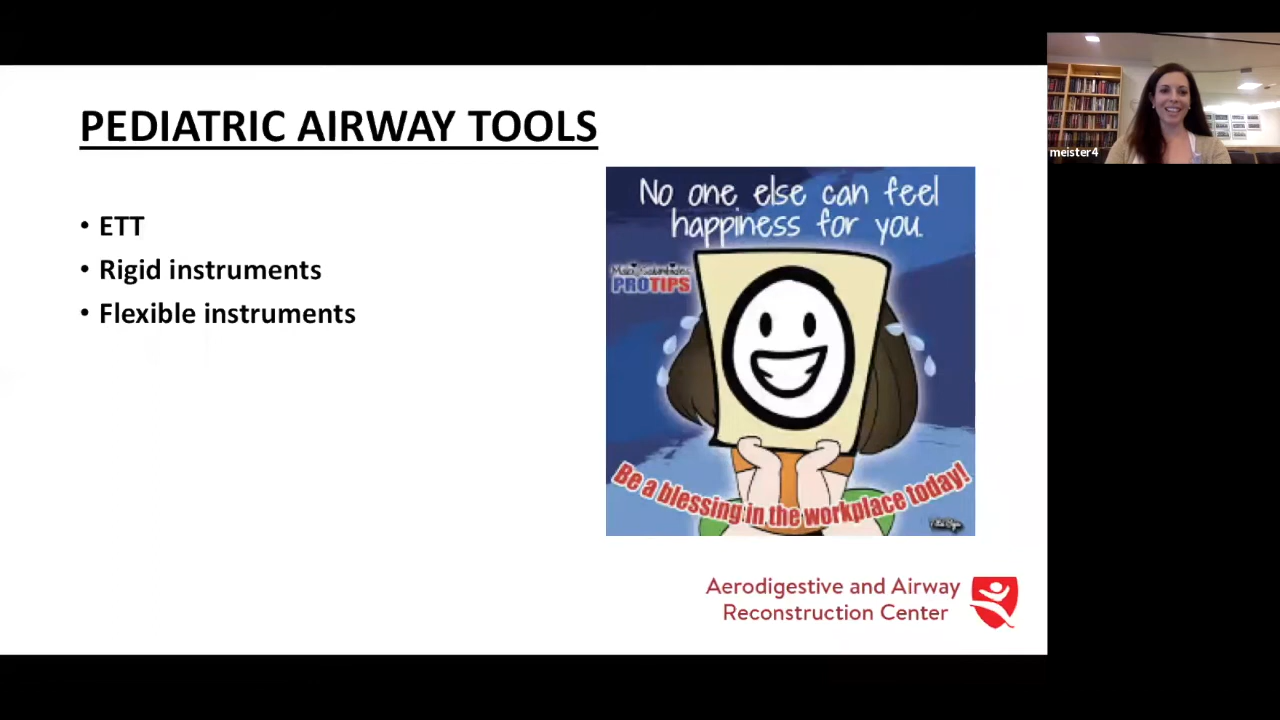 PEDIATRIC AIRWAY TOOLS
• ETT
• Rigid instruments
• Flexible instruments
No one else can feel
happiness for you.
PROTIPS
Be a blessing in the workplace today!
Aerodigestive and Airway
Reconstruction Center
meister4